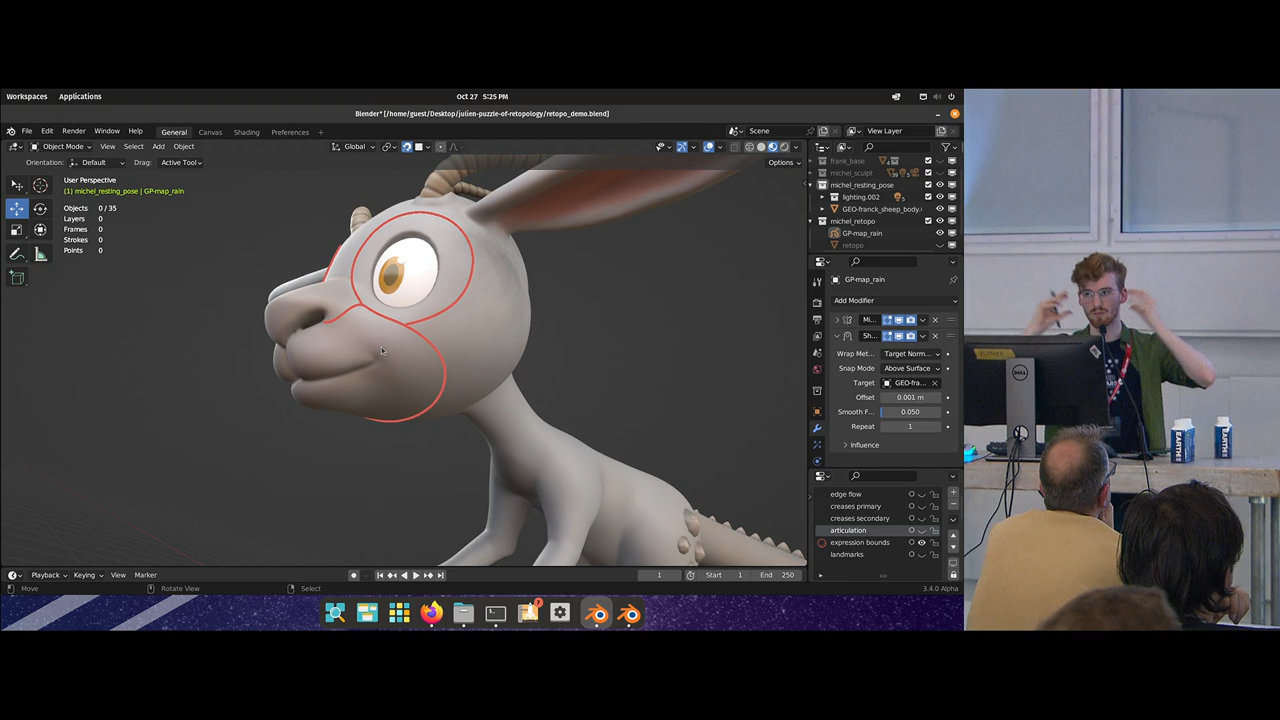 Workspaces Applications Oct 27 5:25 PM
Blender* [/home/guest/Desktop/julien-puzzle-of-retopology/retopo_demo.blend]
File Edit Render Window Help General Canvas Shading Preferences + Scene View Layer
Object Mode View Select Add Object Global
Orientation: Default Drag: Active Tool Options
User Perspective
(1) michel_resting_pose | GP-map_rain
Objects 0 / 35
Layers 0
Frames 0
Strokes 0
Points 0
frank_base
michel_sculpt
michel_resting_pose
lighting.002
GEO-franck_sheep_body.
michel_retopo
GP-map_rain
retopo
GP-map_rain
Add Modifier
Mi...
Sh...
Wrap Met... Target Norm...
Snap Mode Above Surface
Target GEO-fra...
Offset 0.001 m
Smooth F... 0.050
Repeat 1
Influence
edge flow
creases primary
creases secondary
articulation
expression bounds
landmarks
Playback Keying View Marker 1 Start 1 End 250
Move Rotate View Select 3.4.0 Alpha
DELL
EARTH
EARTH